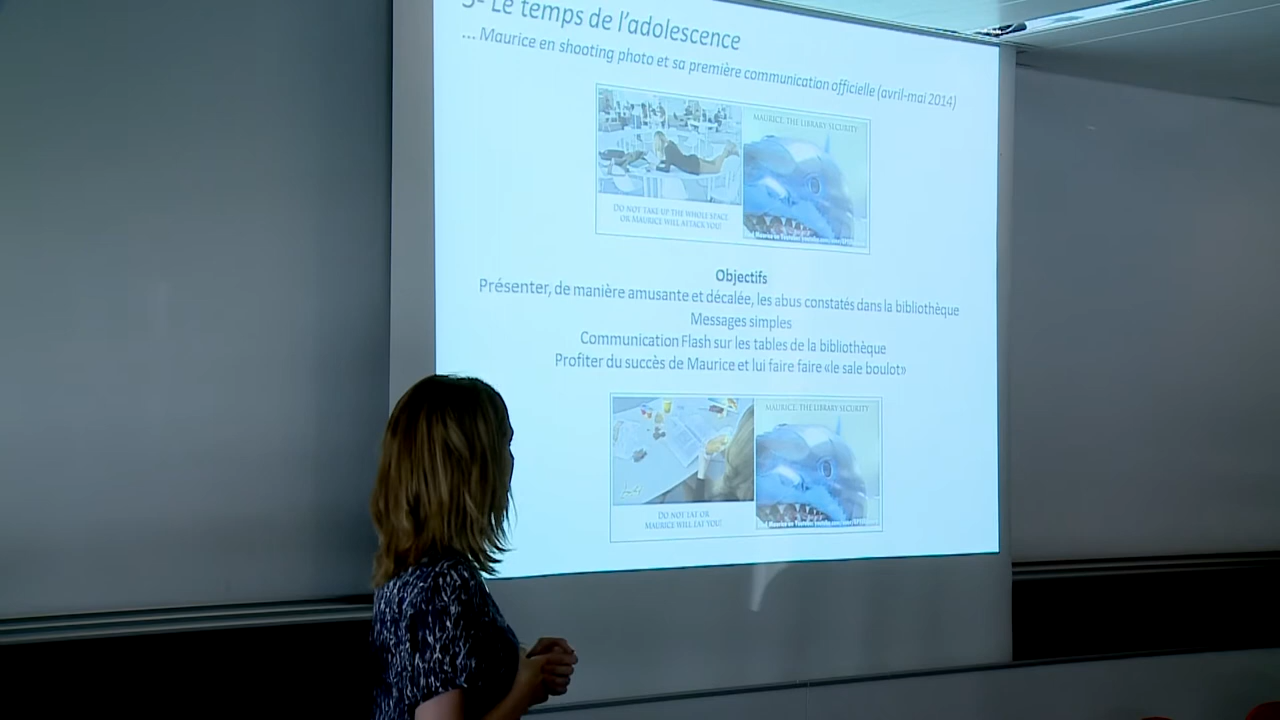 Le temps de l'adolescence
... Maurice en shooting photo et sa première communication officielle (avril-mai 2014)
MAURICE, THE LIBRARY SECURITY
DO NOT TAKE UP THE WHOLE SPACE
OR MAURICE WILL ATTACK YOU!
Objectifs
Présenter, de manière amusante et décalée, les abus constatés dans la bibliothèque
Messages simples
Communication Flash sur les tables de la bibliothèque
Profiter du succès de Maurice et lui faire faire «le sale boulot»
MAURICE, THE LIBRARY SECURITY
DO NOT EAT OR
MAURICE WILL EAT YOU!